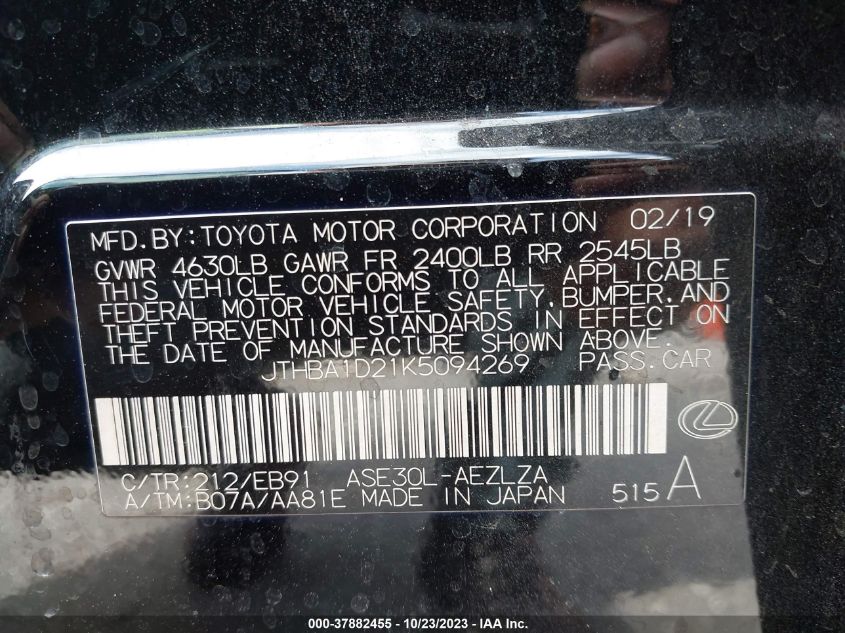 MFD.BY:TOYOTA MOTOR CORPORATION 02/19
GVWR 4630LB GAWR FR 2400LB RR 2545LB
THIS VEHICLE CONFORMS TO ALL APPLICABLE
FEDERAL MOTOR VEHICLE SAFETY,BUMPER,AND
THEFT PREVENTION STANDARDS IN EFFECT ON
THE DATE OF MANUFACTURE SHOWN ABOVE.
JTHBA1D21K5094269 PASS.CAR
C/TR:212/EB91 ASE30L-AEZLZA
A/TM:B07A/AA81E MADE IN JAPAN 515A
000-37882455 - 10/23/2023 - IAA Inc.